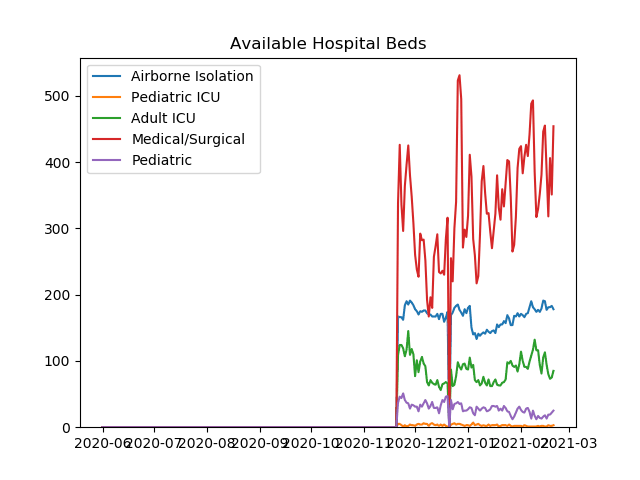 Available Hospital Beds
Airborne Isolation
Pediatric ICU
Adult ICU
Medical/Surgical
Pediatric
500
400
300
200
100
0
2020-06 2020-07 2020-08 2020-09 2020-10 2020-11 2020-12 2021-01 2021-02 2021-03